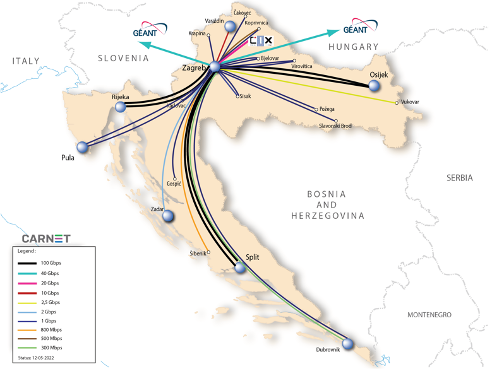 GÉANT
GÉANT
Čakovec
Varaždin
Koprivnica
Krapina
CIX
HUNGARY
SLOVENIA
ITALY
Zagreb
Bjelovar
Virovitica
Osijek
Rijeka
Karlovac
Sisak
Vukovar
Požega
Slavonski Brod
Pula
Gospić
SERBIA
BOSNIA
AND
HERZEGOVINA
Zadar
CARNET
Legend:
100 Gbps
40 Gbps
20 Gbps
10 Gbps
2,5 Gbps
2 Gbps
1 Gbps
800 Mbps
500 Mbps
300 Mbps
Status: 12-05-2022
Šibenik
Split
MONTENEGRO
Dubrovnik